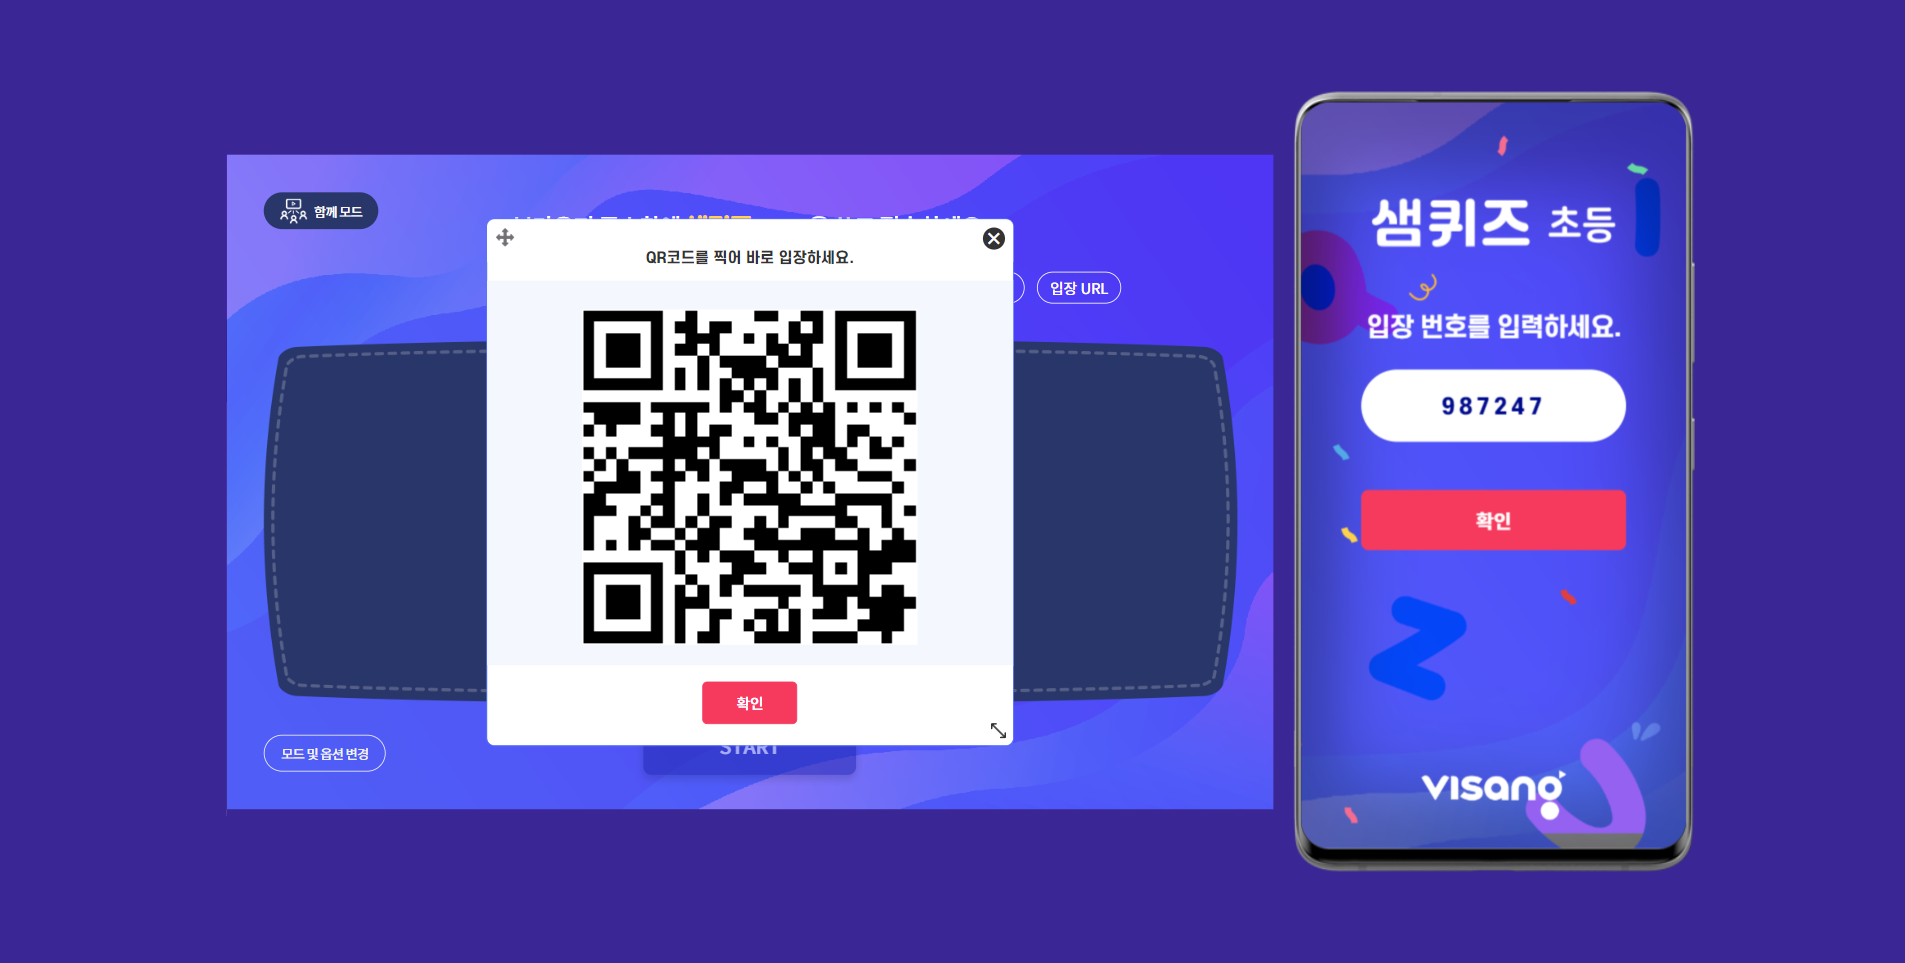 함께 모드
QR코드를 찍어 바로 입장하세요.
입장 URL
확인
START
모드 및 옵션 변경
샘퀴즈 초등
입장 번호를 입력하세요.
987247
확인
visang